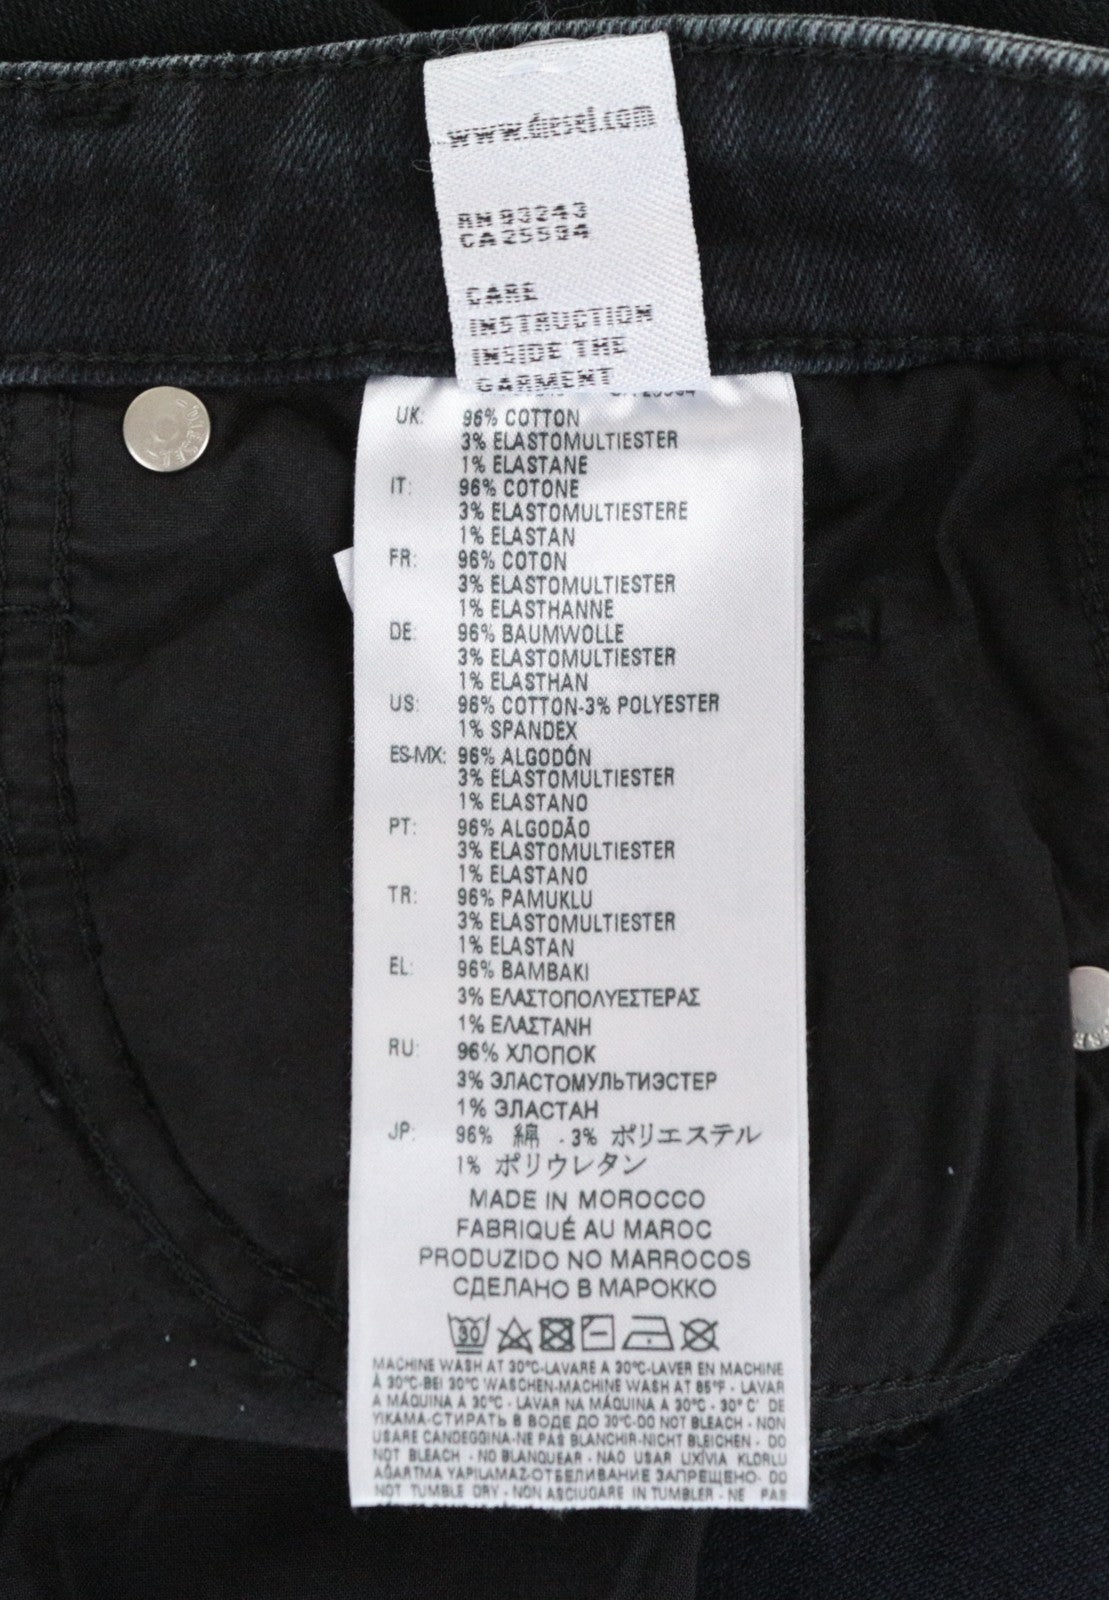 www.diesel.com
RN 93243
CA 25594
CARE
INSTRUCTION
INSIDE THE
GARMENT
UK: 96% COTTON
3% ELASTOMULTIESTER
1% ELASTANE
IT: 96% COTONE
3% ELASTOMULTIESTERE
1% ELASTAN
FR: 96% COTON
3% ELASTOMULTIESTER
1% ELASTHANNE
DE: 96% BAUMWOLLE
3% ELASTOMULTIESTER
1% ELASTHAN
US: 96% COTTON-3% POLYESTER
1% SPANDEX
ES-MX: 96% ALGODÓN
3% ELASTOMULTIESTER
1% ELASTANO
PT: 96% ALGODÃO
3% ELASTOMULTIESTER
1% ELASTANO
TR: 96% PAMUKLU
3% ELASTOMULTIESTER
1% ELASTAN
EL: 96% BAMBAKI
3% ΕΛΑΣΤΟΠΟΛΥΕΣΤΕΡΑΣ
1% ΕΛΑΣΤΑΝΗ
RU: 96% ХЛОПОК
3% ЭЛАСТОМУЛЬТИЭСТЕР
1% ЭЛАСТАН
JP: 96% 綿 . 3% ポリエステル
1% ポリウレタン
MADE IN MOROCCO
FABRIQUÉ AU MAROC
PRODUZIDO NO MARROCOS
СДЕЛАНО В МАРОККО
30
MACHINE WASH AT 30°C-LAVARE A 30°C-LAVER EN MACHINE
À 30°C-BEI 30°C WASCHEN-MACHINE WASH AT 85°F - LAVAR
A MÁQUINA A 30°C - LAVAR NA MÁQUINA A 30°C - 30° C' DE
YIKAMA-СТИРАТЬ В ВОДЕ ДО 30°C-DO NOT BLEACH - NON
USARE CANDEGGINA-NE PAS BLANCHIR-NICHT BLEICHEN - DO
NOT BLEACH - NO BLANQUEAR - NAO USAR LIXÍVIA KLORLU
AĞARTMA YAPILAMAZ-ОТБЕЛИВАНИЕ ЗАПРЕЩЕНО- DO
NOT TUMBLE DRY - NON ASCIUGARE IN TUMBLER - NE PAS